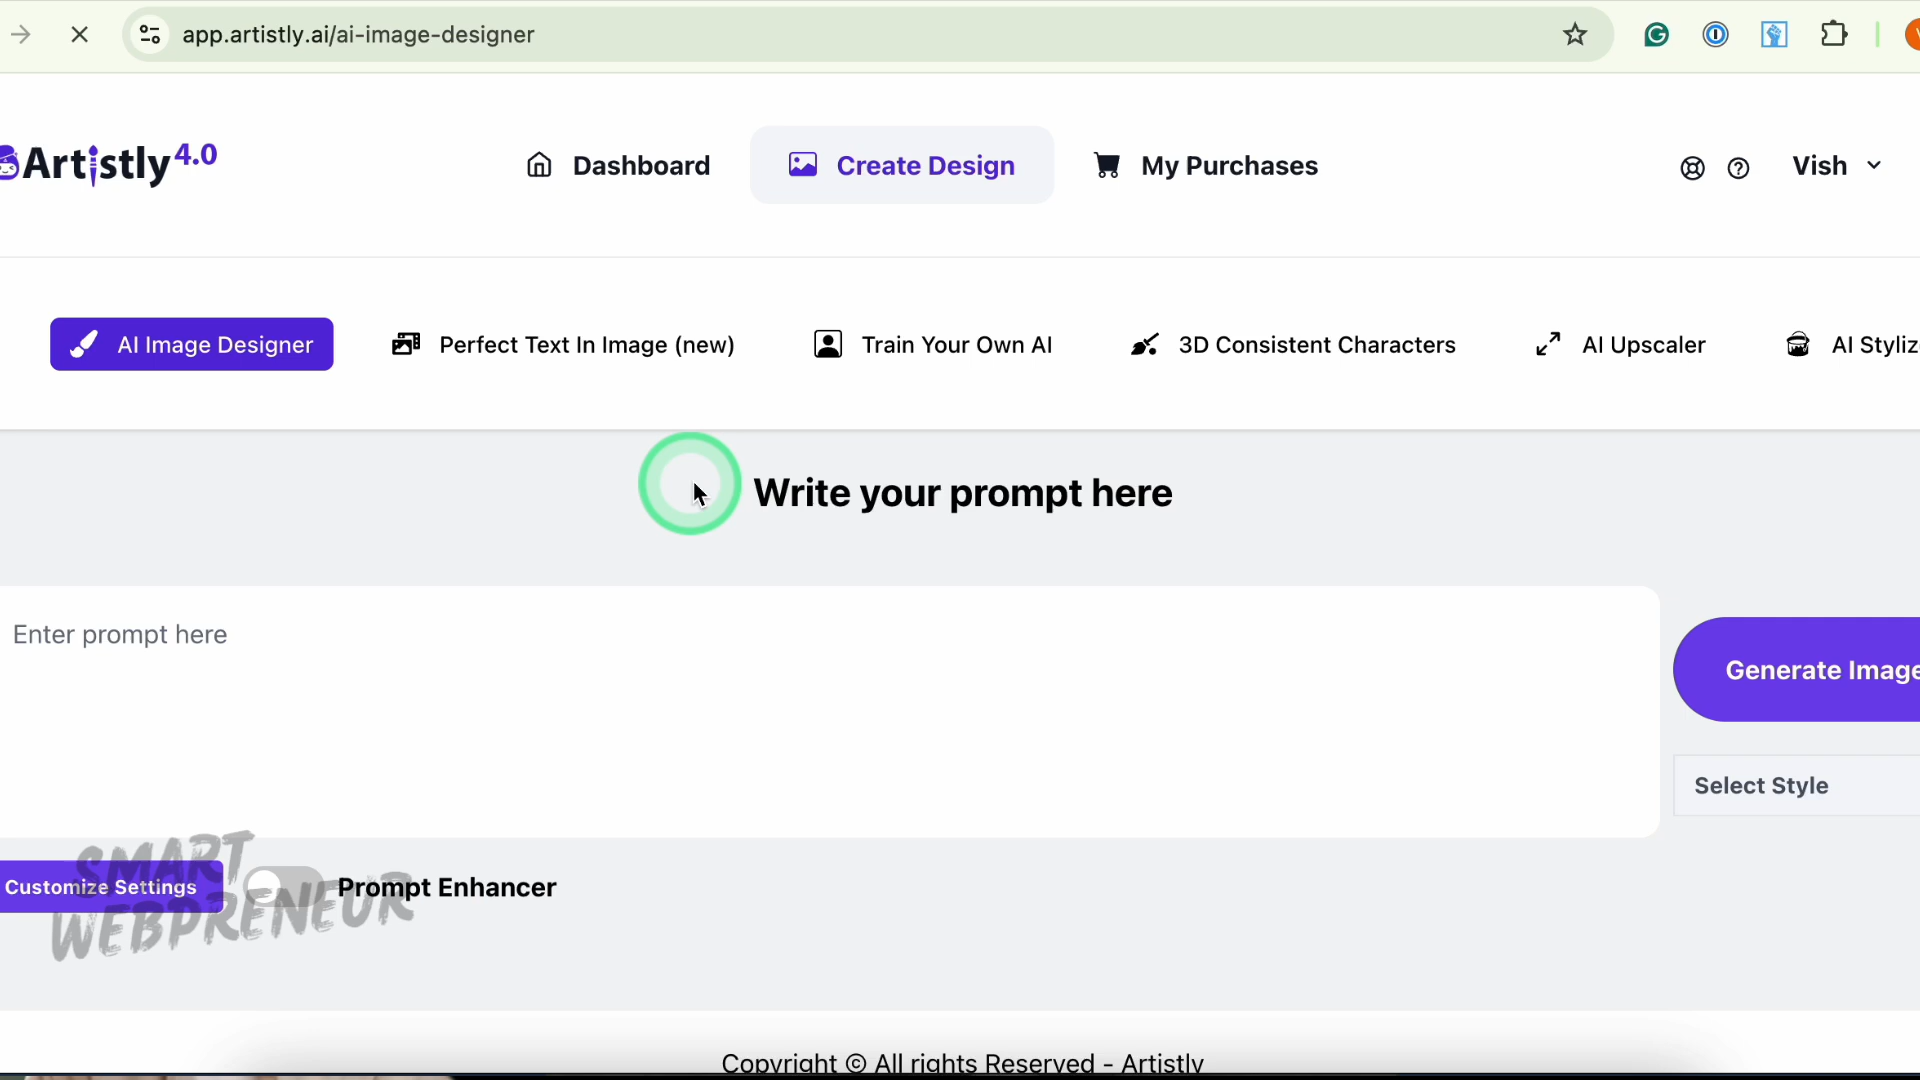 app.artistly.ai/ai-image-designer
Artistly 4.0
Dashboard
Create Design
My Purchases
Vish
AI Image Designer
Perfect Text In Image (new)
Train Your Own AI
3D Consistent Characters
AI Upscaler
AI Styliz
Write your prompt here
Enter prompt here
Generate Image
Select Style
Customize Settings
Prompt Enhancer
SMART
WEBPRENEUR
Copyright © All rights Reserved - Artistly